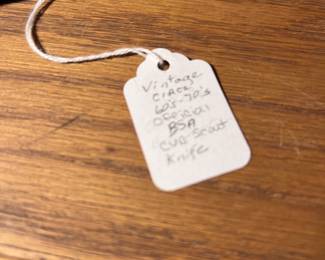 Vintage
CIRCA
60's-70's
Official
BSA
CUB-SCOUT
Knife